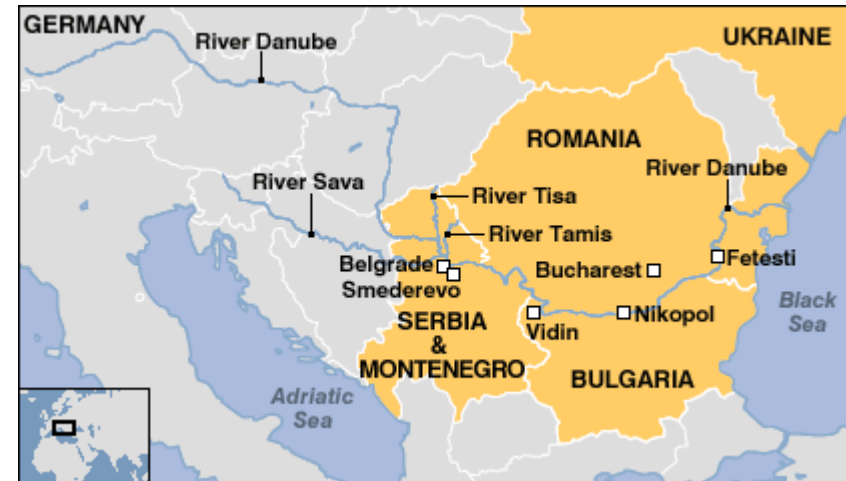 GERMANY
River Danube
UKRAINE
ROMANIA
River Danube
River Sava
River Tisa
River Tamis
Belgrade
Bucharest
Fetesti
Smederevo
Black
Sea
SERBIA
&
MONTENEGRO
Vidin
Nikopol
BULGARIA
Adriatic
Sea